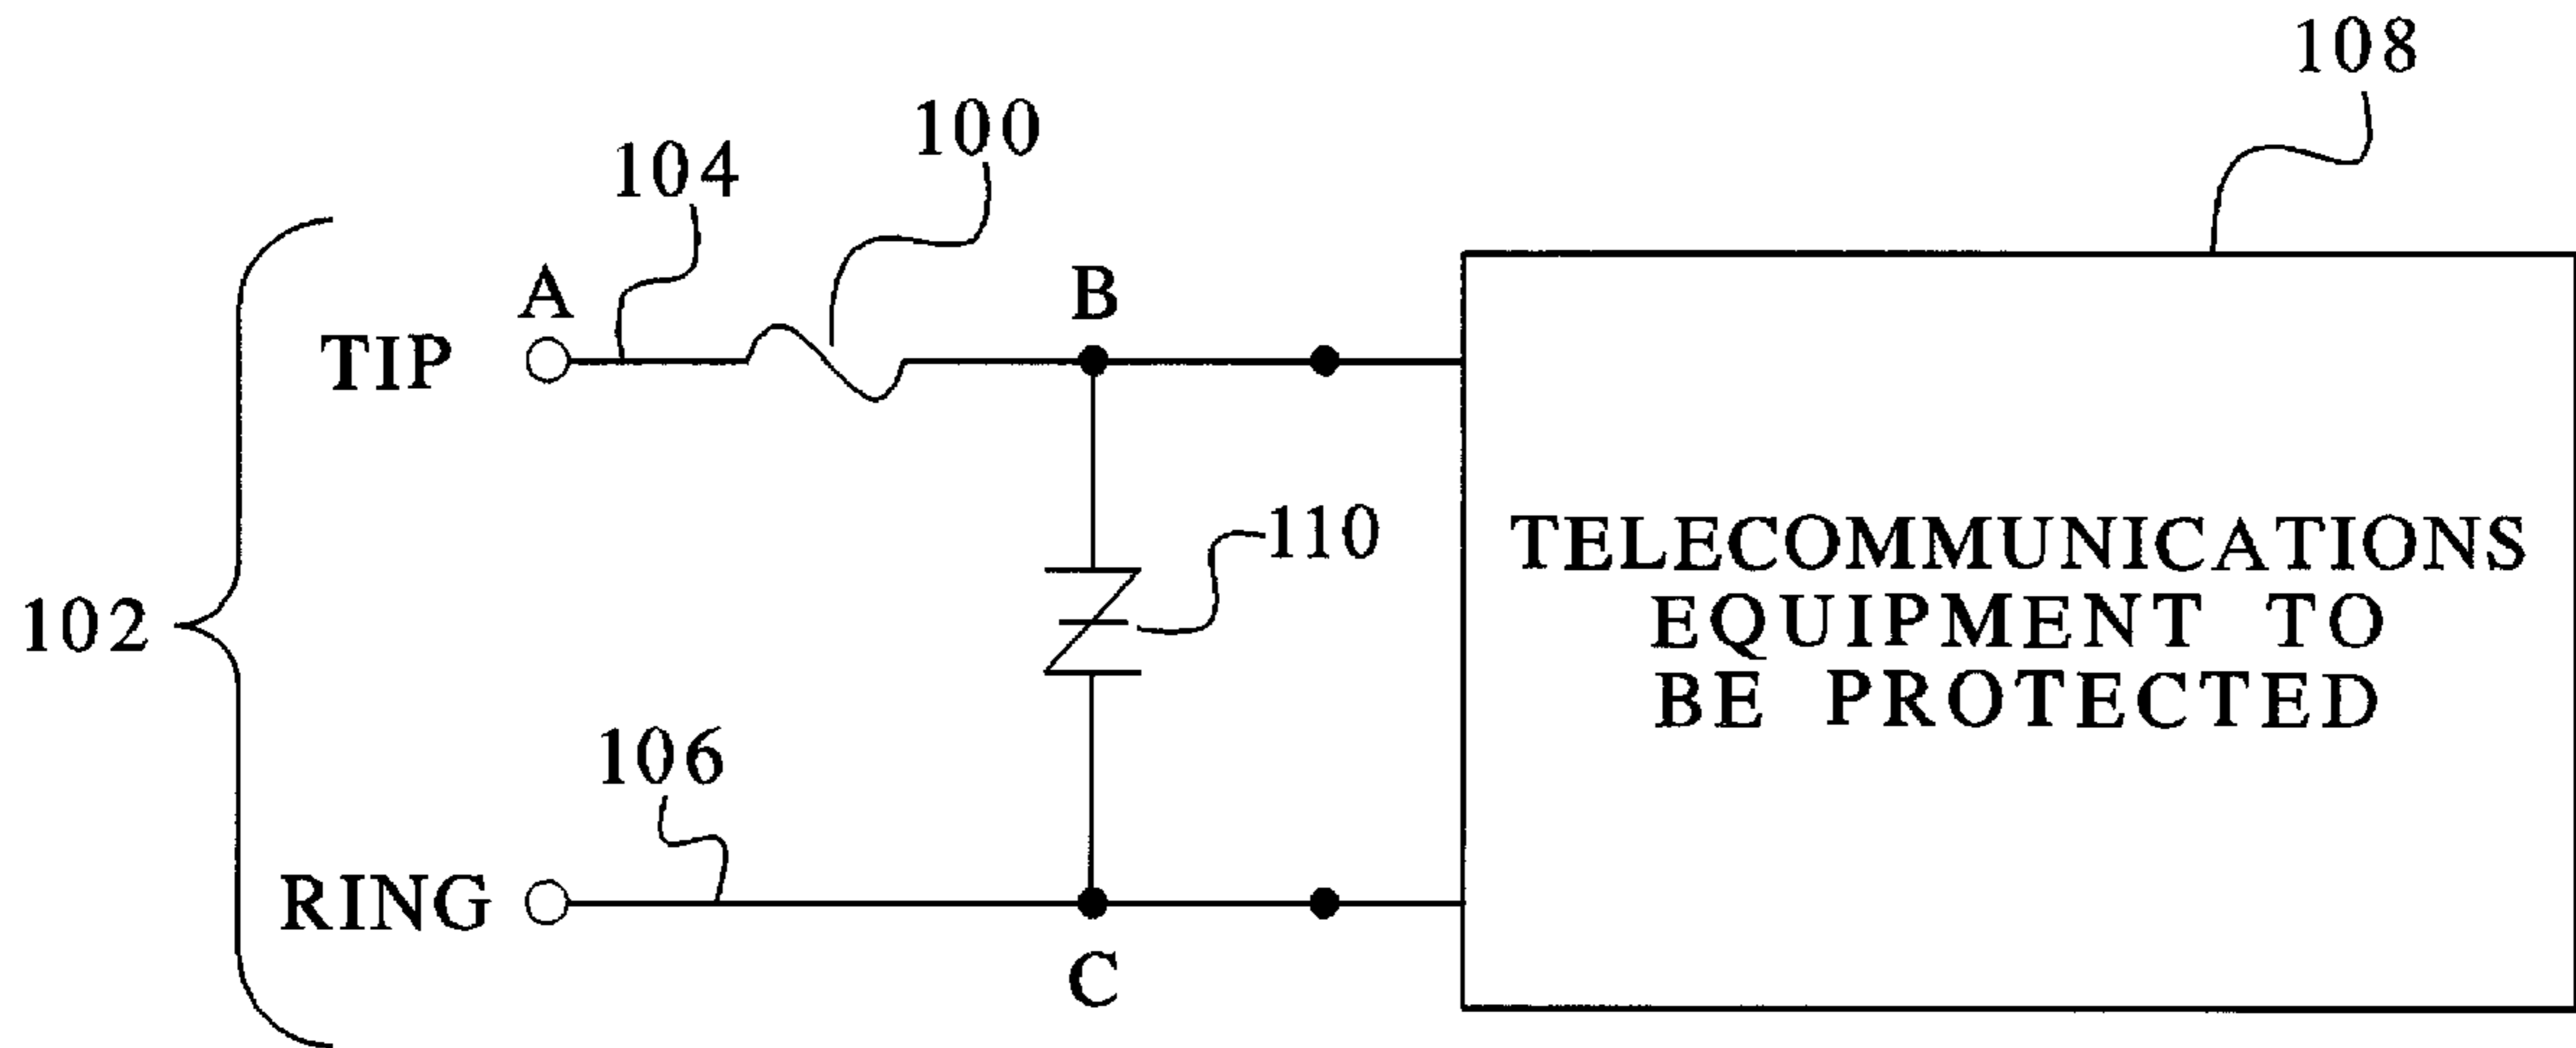 108
100
104
A
B
TIP
110
TELECOMMUNICATIONS
EQUIPMENT TO
BE PROTECTED
102
106
RING
C